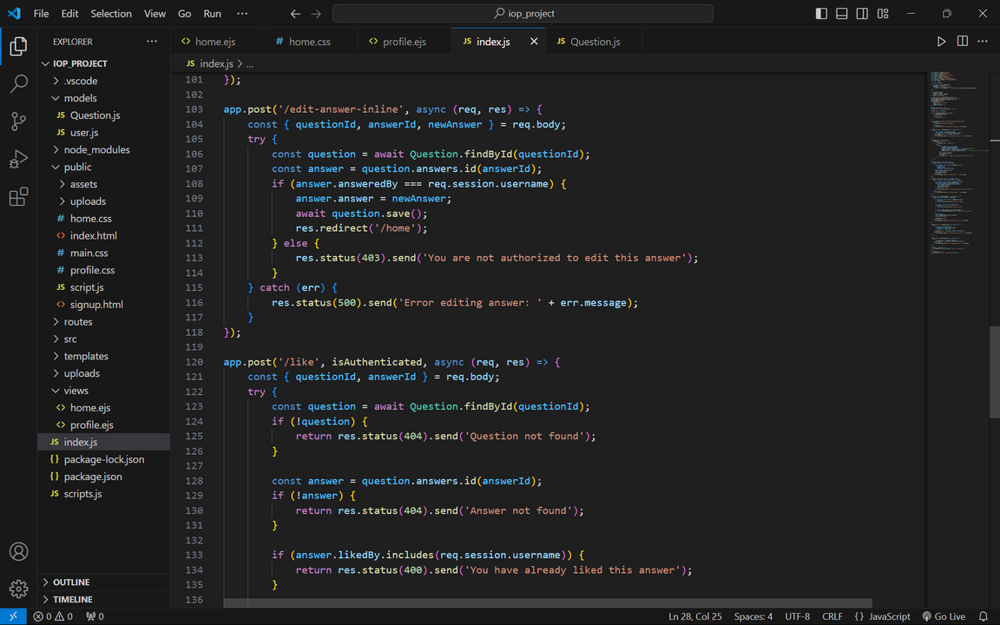 File Edit Selection View Go Run ···
iop_project
EXPLORER ···
IOP_PROJECT
.vscode
models
JS Question.js
JS user.js
node_modules
public
assets
uploads
# home.css
<> index.html
# main.css
# profile.css
JS script.js
<> signup.html
routes
src
templates
uploads
views
<> home.ejs
<> profile.ejs
JS index.js
{} package-lock.json
{} package.json
JS scripts.js
OUTLINE
TIMELINE
<> home.ejs # home.css <> profile.ejs JS index.js JS Question.js ···
JS index.js > ...
101 });
102
103 app.post('/edit-answer-inline', async (req, res) => {
104 const { questionId, answerId, newAnswer } = req.body;
105 try {
106 const question = await Question.findById(questionId);
107 const answer = question.answers.id(answerId);
108 if (answer.answeredBy === req.session.username) {
109 answer.answer = newAnswer;
110 await question.save();
111 res.redirect('/home');
112 } else {
113 res.status(403).send('You are not authorized to edit this answer');
114 }
115 } catch (err) {
116 res.status(500).send('Error editing answer: ' + err.message);
117 }
118 });
119
120 app.post('/like', isAuthenticated, async (req, res) => {
121 const { questionId, answerId } = req.body;
122 try {
123 const question = await Question.findById(questionId);
124 if (!question) {
125 return res.status(404).send('Question not found');
126 }
127
128 const answer = question.answers.id(answerId);
129 if (!answer) {
130 return res.status(404).send('Answer not found');
131 }
132
133 if (answer.likedBy.includes(req.session.username)) {
134 return res.status(400).send('You have already liked this answer');
135 }
136
0 0 0 Ln 28, Col 25 Spaces: 4 UTF-8 CRLF {} JavaScript Go Live